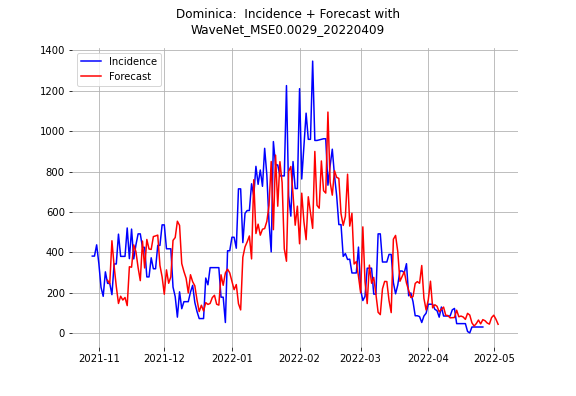 Dominica:  Incidence + Forecast with
WaveNet_MSE0.0029_20220409
1400
1200
1000
800
600
400
200
0
Incidence
Forecast
2021-11 2021-12 2022-01 2022-02 2022-03 2022-04 2022-05